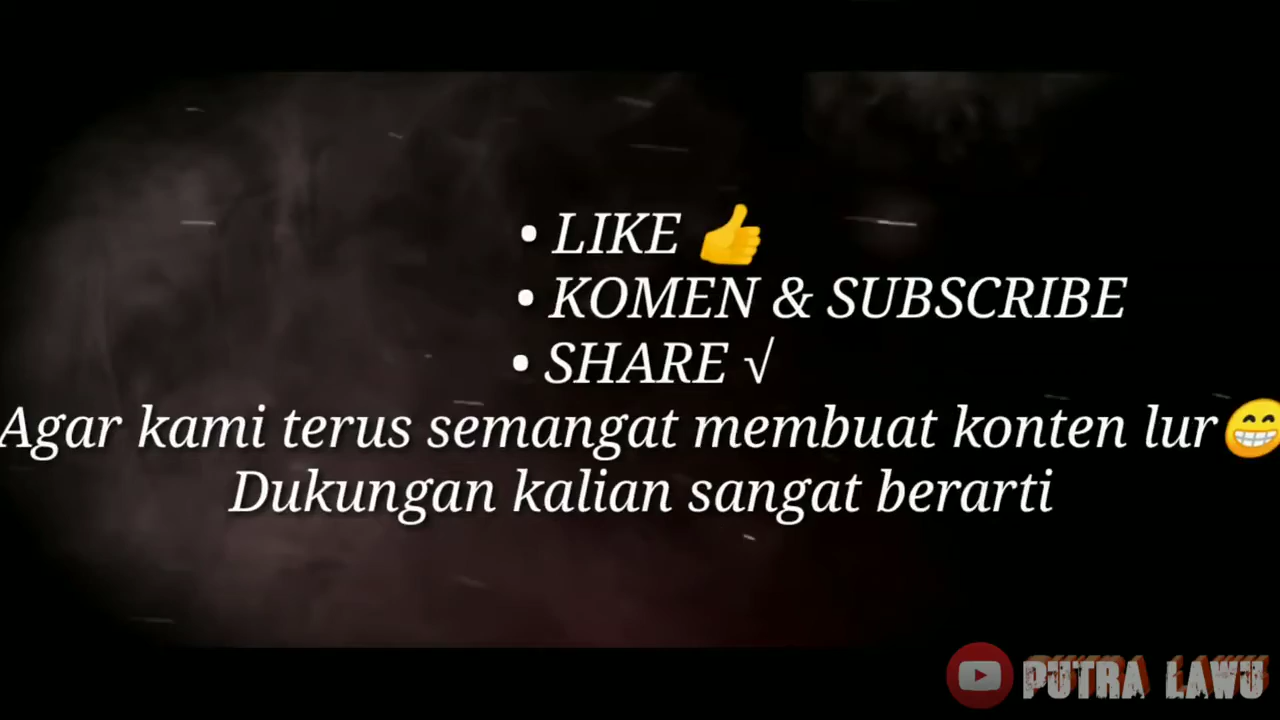 • LIKE 👍
• KOMEN & SUBSCRIBE
• SHARE √
Agar kami terus semangat membuat konten lur😁
Dukungan kalian sangat berarti
PUTRA LAWU